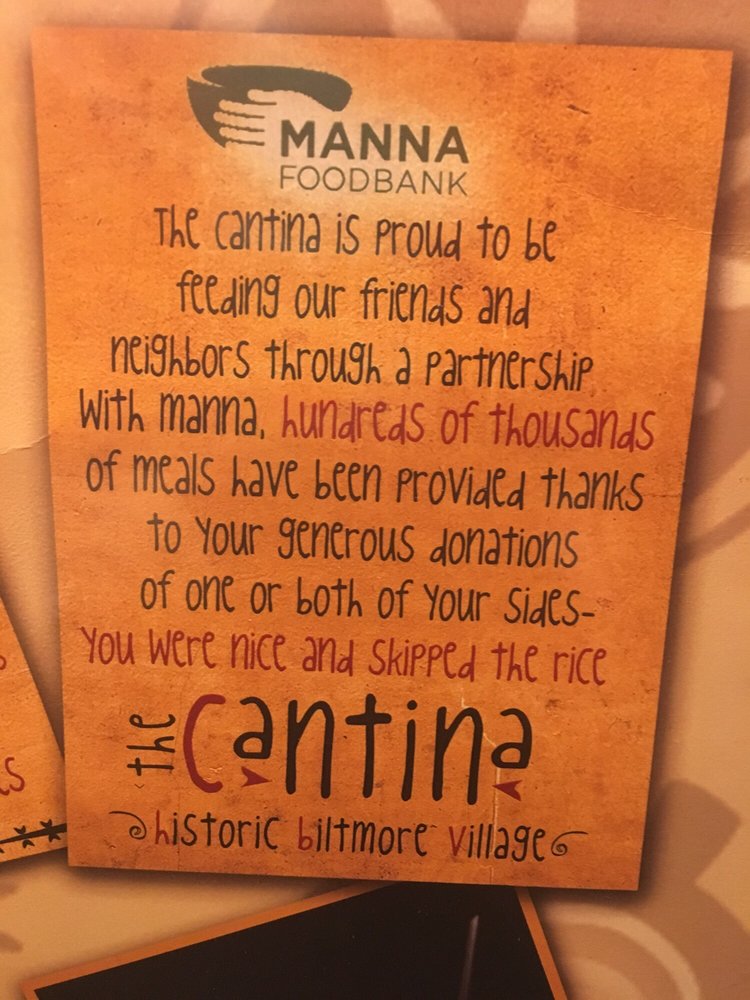 MANNA
FOODBANK
The Cantina is proud to be
feeding our friends and
neighbors through a partnership
With manna, hundreds of thousands
of meals have been provided thanks
to your generous donations
of one or both of your sides-
you were nice and skipped the rice
the Cantina
historic biltmore village